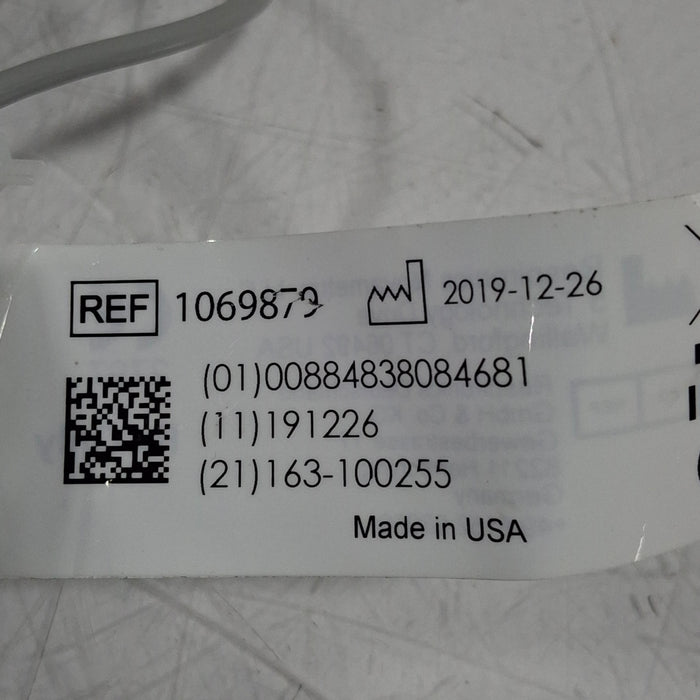 REF 1069879 2019-12-26
(01)00884838084681
(11)191226
(21)163-100255
Made in USA